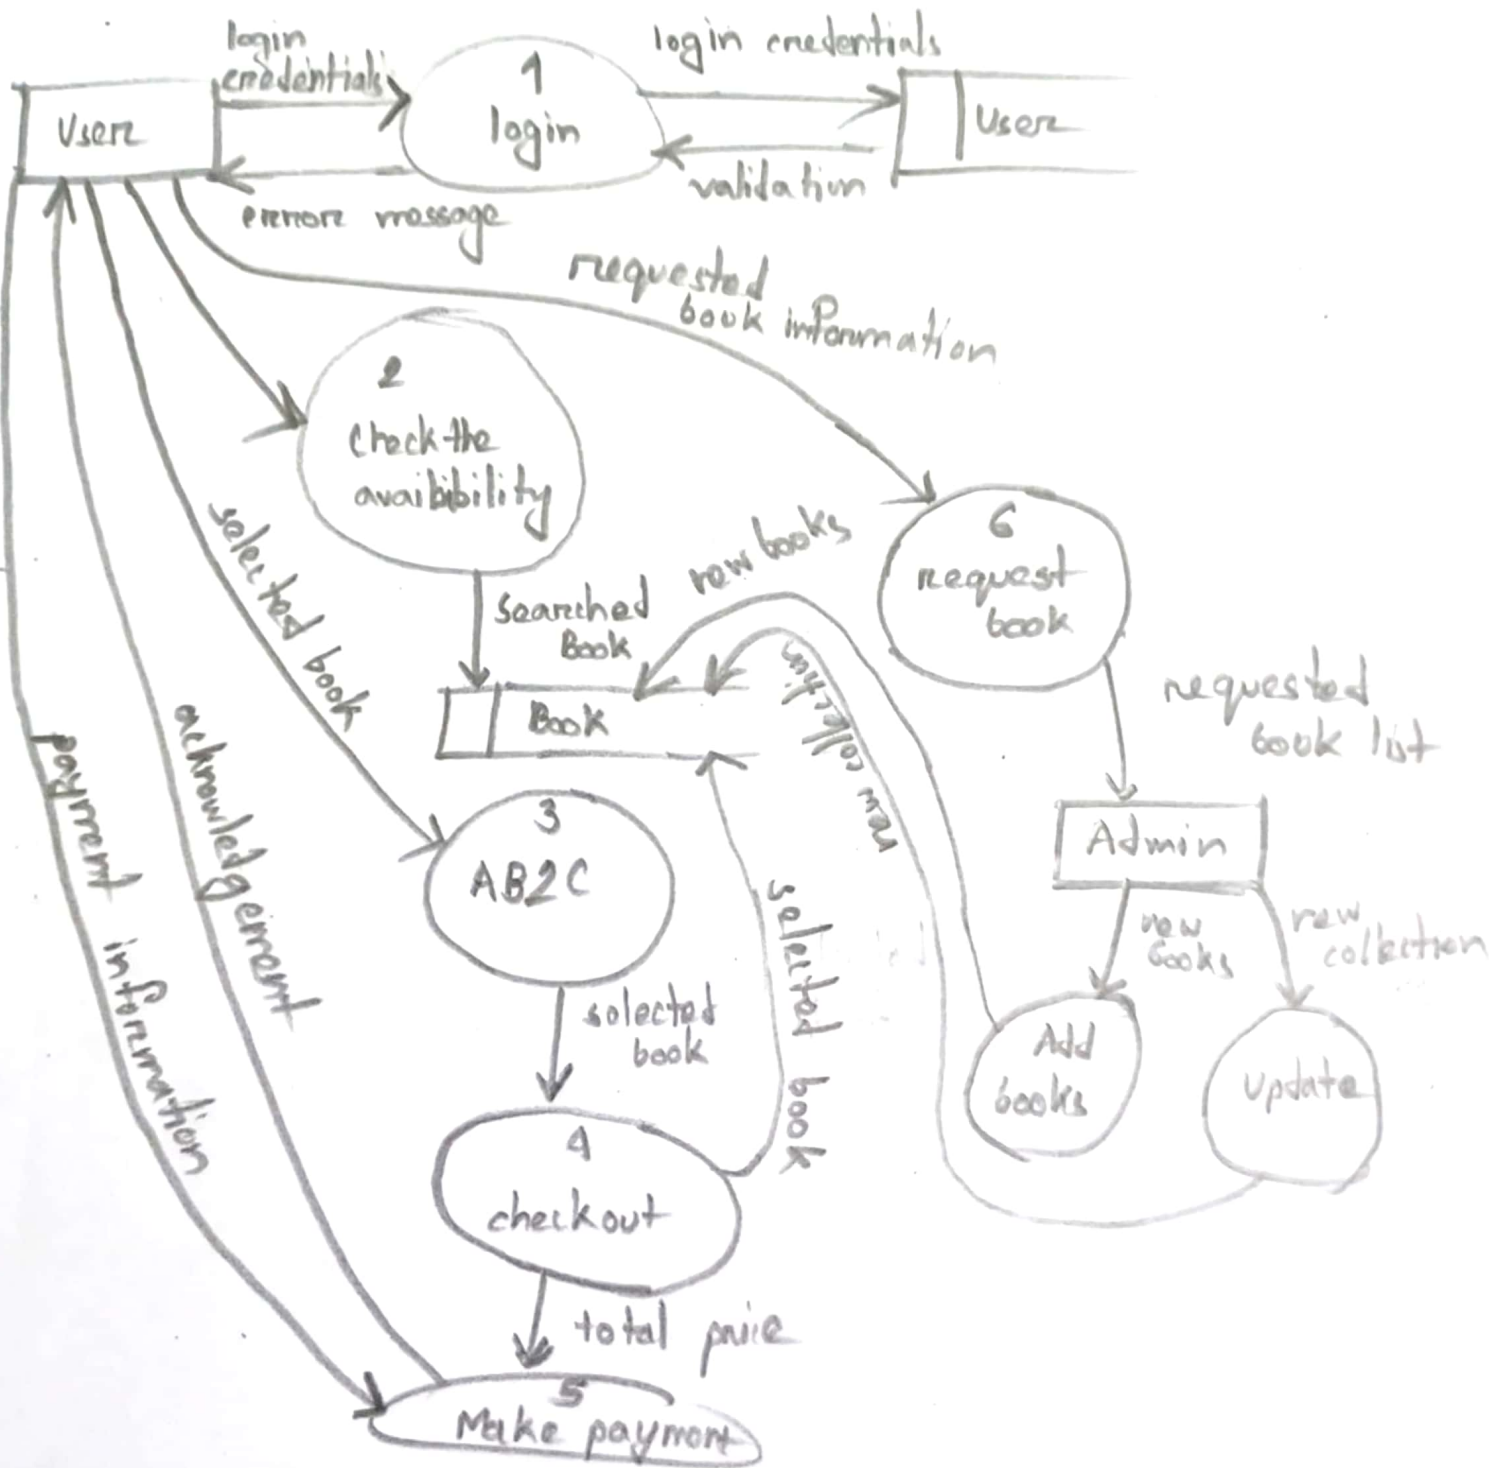 login
credentials
login credentials
1
login
User
User
validation
error message
requested
book information
2
Check the
avaibibility
6
request
book
selected book
new books
searched
Book
Book
new collection
requested
book list
Admin
3
AB2C
payment information
acknowledgement
selected book
new
books
new
collection
selected
book
Add
books
update
4
checkout
total price
5
Make payment